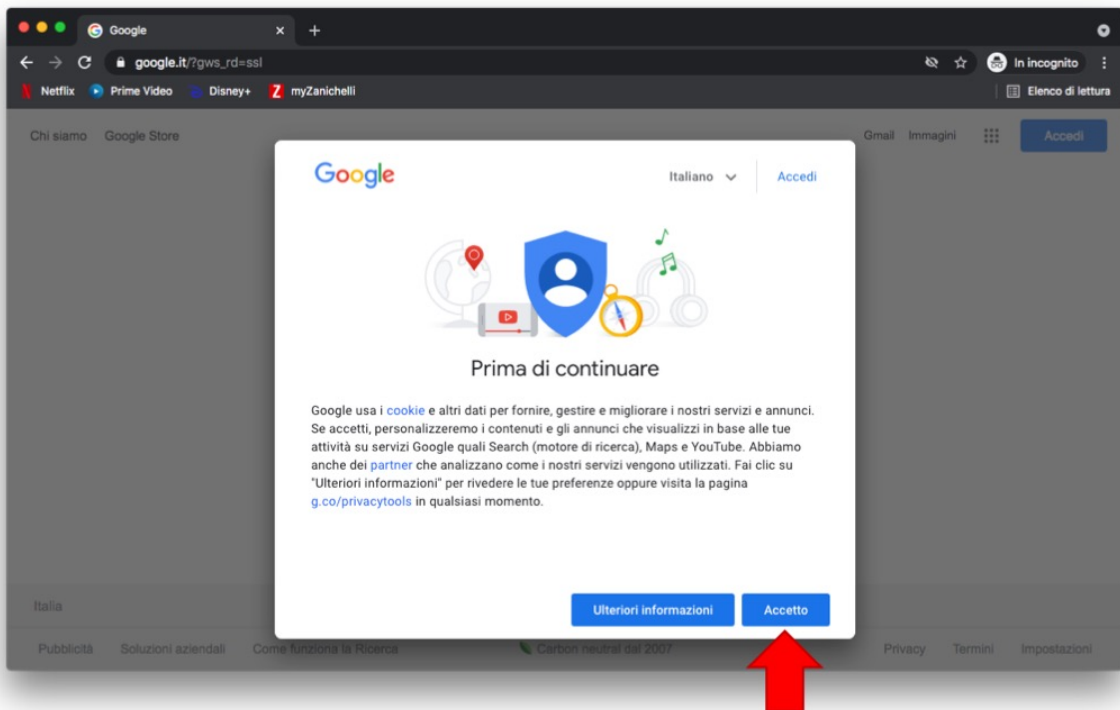 Google
google.it/?gws_rd=ssl
In incognito
Netflix Prime Video Disney+ myZanichelli
Elenco di lettura
Chi siamo Google Store
Gmail Immagini Accedi
Google
Italiano Accedi
Prima di continuare
Google usa i cookie e altri dati per fornire, gestire e migliorare i nostri servizi e annunci.
Se accetti, personalizzeremo i contenuti e gli annunci che visualizzi in base alle tue
attività su servizi Google quali Search (motore di ricerca), Maps e YouTube. Abbiamo
anche dei partner che analizzano come i nostri servizi vengono utilizzati. Fai clic su
"Ulteriori informazioni" per rivedere le tue preferenze oppure visita la pagina
g.co/privacytools in qualsiasi momento.
Ulteriori informazioni Accetto
Italia
Pubblicità Soluzioni aziendali Come funziona la Ricerca Carbon neutral dal 2007 Privacy Termini Impostazioni